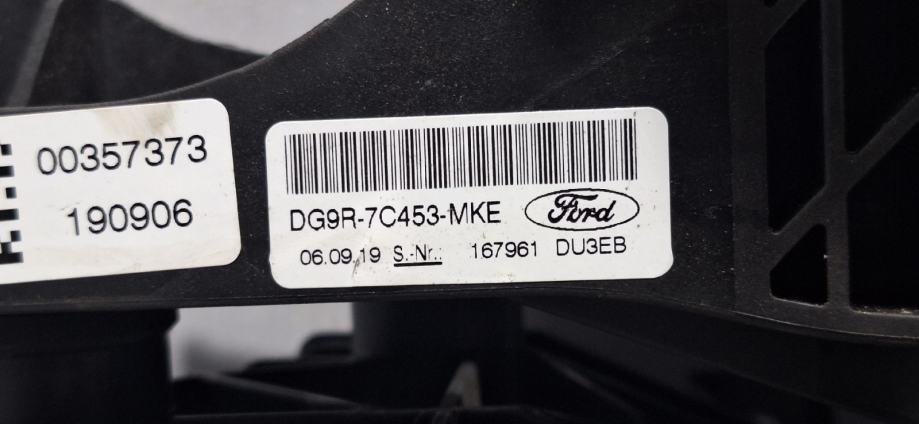 00357373
190906
DG9R-7C453-MKE Ford
06.09.19 S.-Nr.: 167961 DU3EB